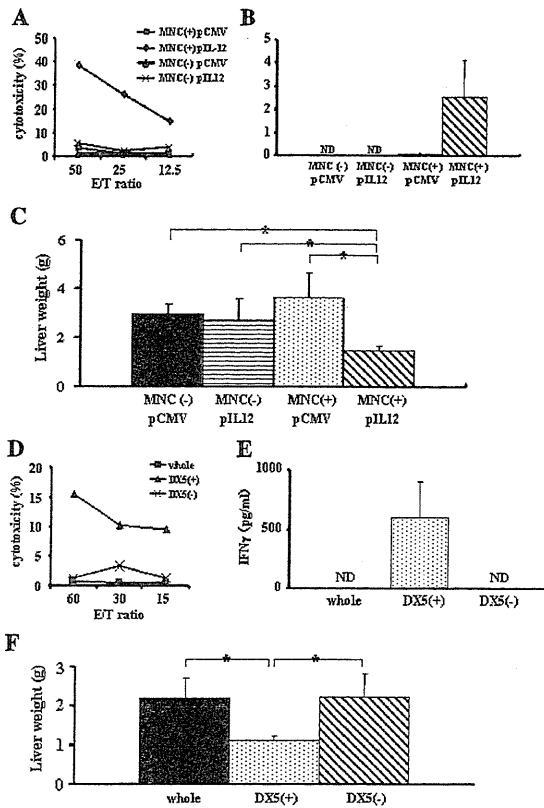 A
cytotoxicity (%)
50
40
30
20
10
0
50
25
12.5
E/T ratio
MNC(+)pCMV
MNC(+)pIL-12
MNC(-) pCMV
MNC(-) pIL12
B
5
4
3
2
1
0
ND
ND
MNC (-)
pCMV
MNC(-)
pIL12
MNC(+)
pCMV
MNC(+)
pIL12
C
Liver weight (g)
6
4
2
0
*
*
*
MNC (-)
pCMV
MNC(-)
pIL12
MNC(+)
pCMV
MNC(+)
pIL12
D
cytotoxicity (%)
20
15
10
5
0
60
30
15
E/T ratio
whole
DX5(+)
DX5(-)
E
IFNγ (pg/ml)
1000
500
0
ND
ND
whole
DX5(+)
DX5(-)
F
Liver weight (g)
3
2
1
0
*
*
whole
DX5(+)
DX5(-)